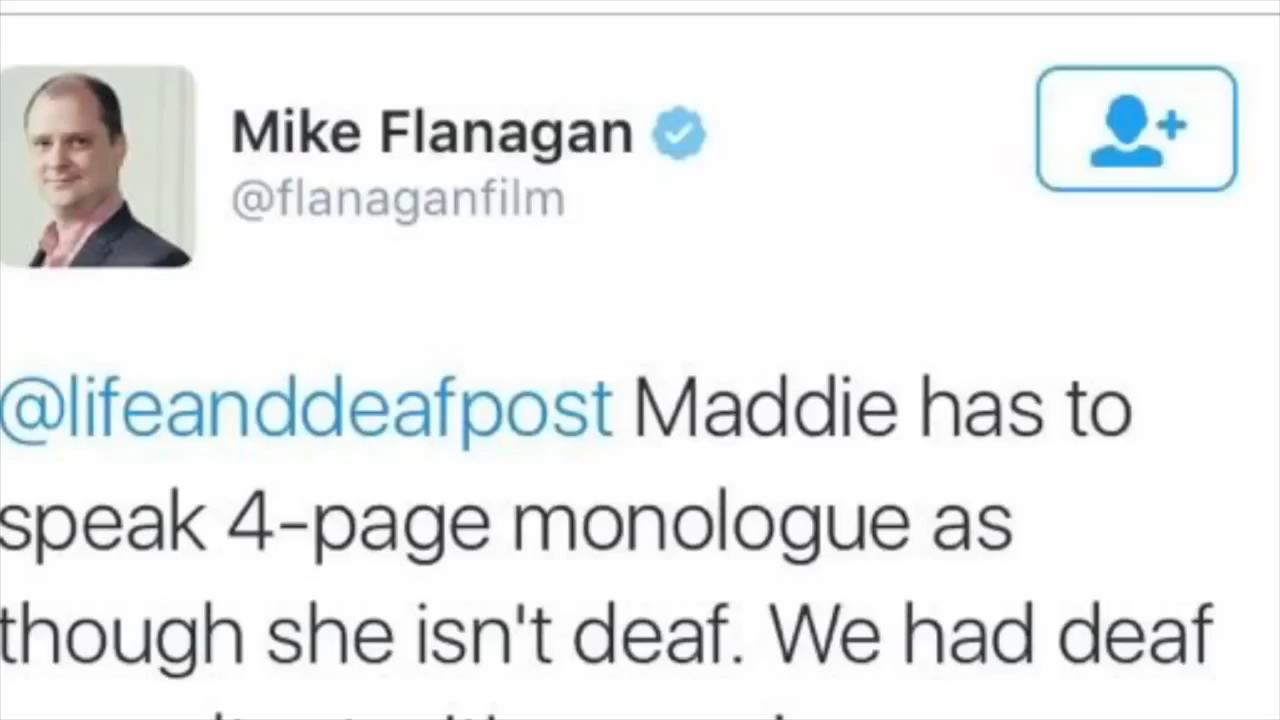 Mike Flanagan
@flanaganfilm
@lifeanddeafpost Maddie has to
speak 4-page monologue as
though she isn't deaf. We had deaf